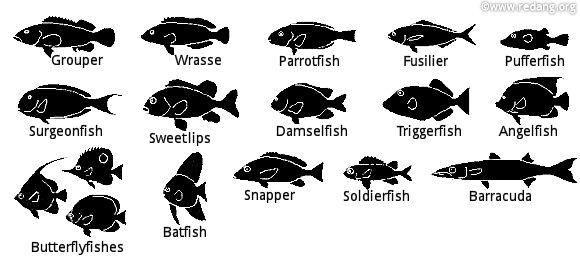 ©www.redang.org
Grouper
Wrasse
Parrotfish
Fusilier
Pufferfish
Surgeonfish
Sweetlips
Damselfish
Triggerfish
Angelfish
Butterflyfishes
Batfish
Snapper
Soldierfish
Barracuda